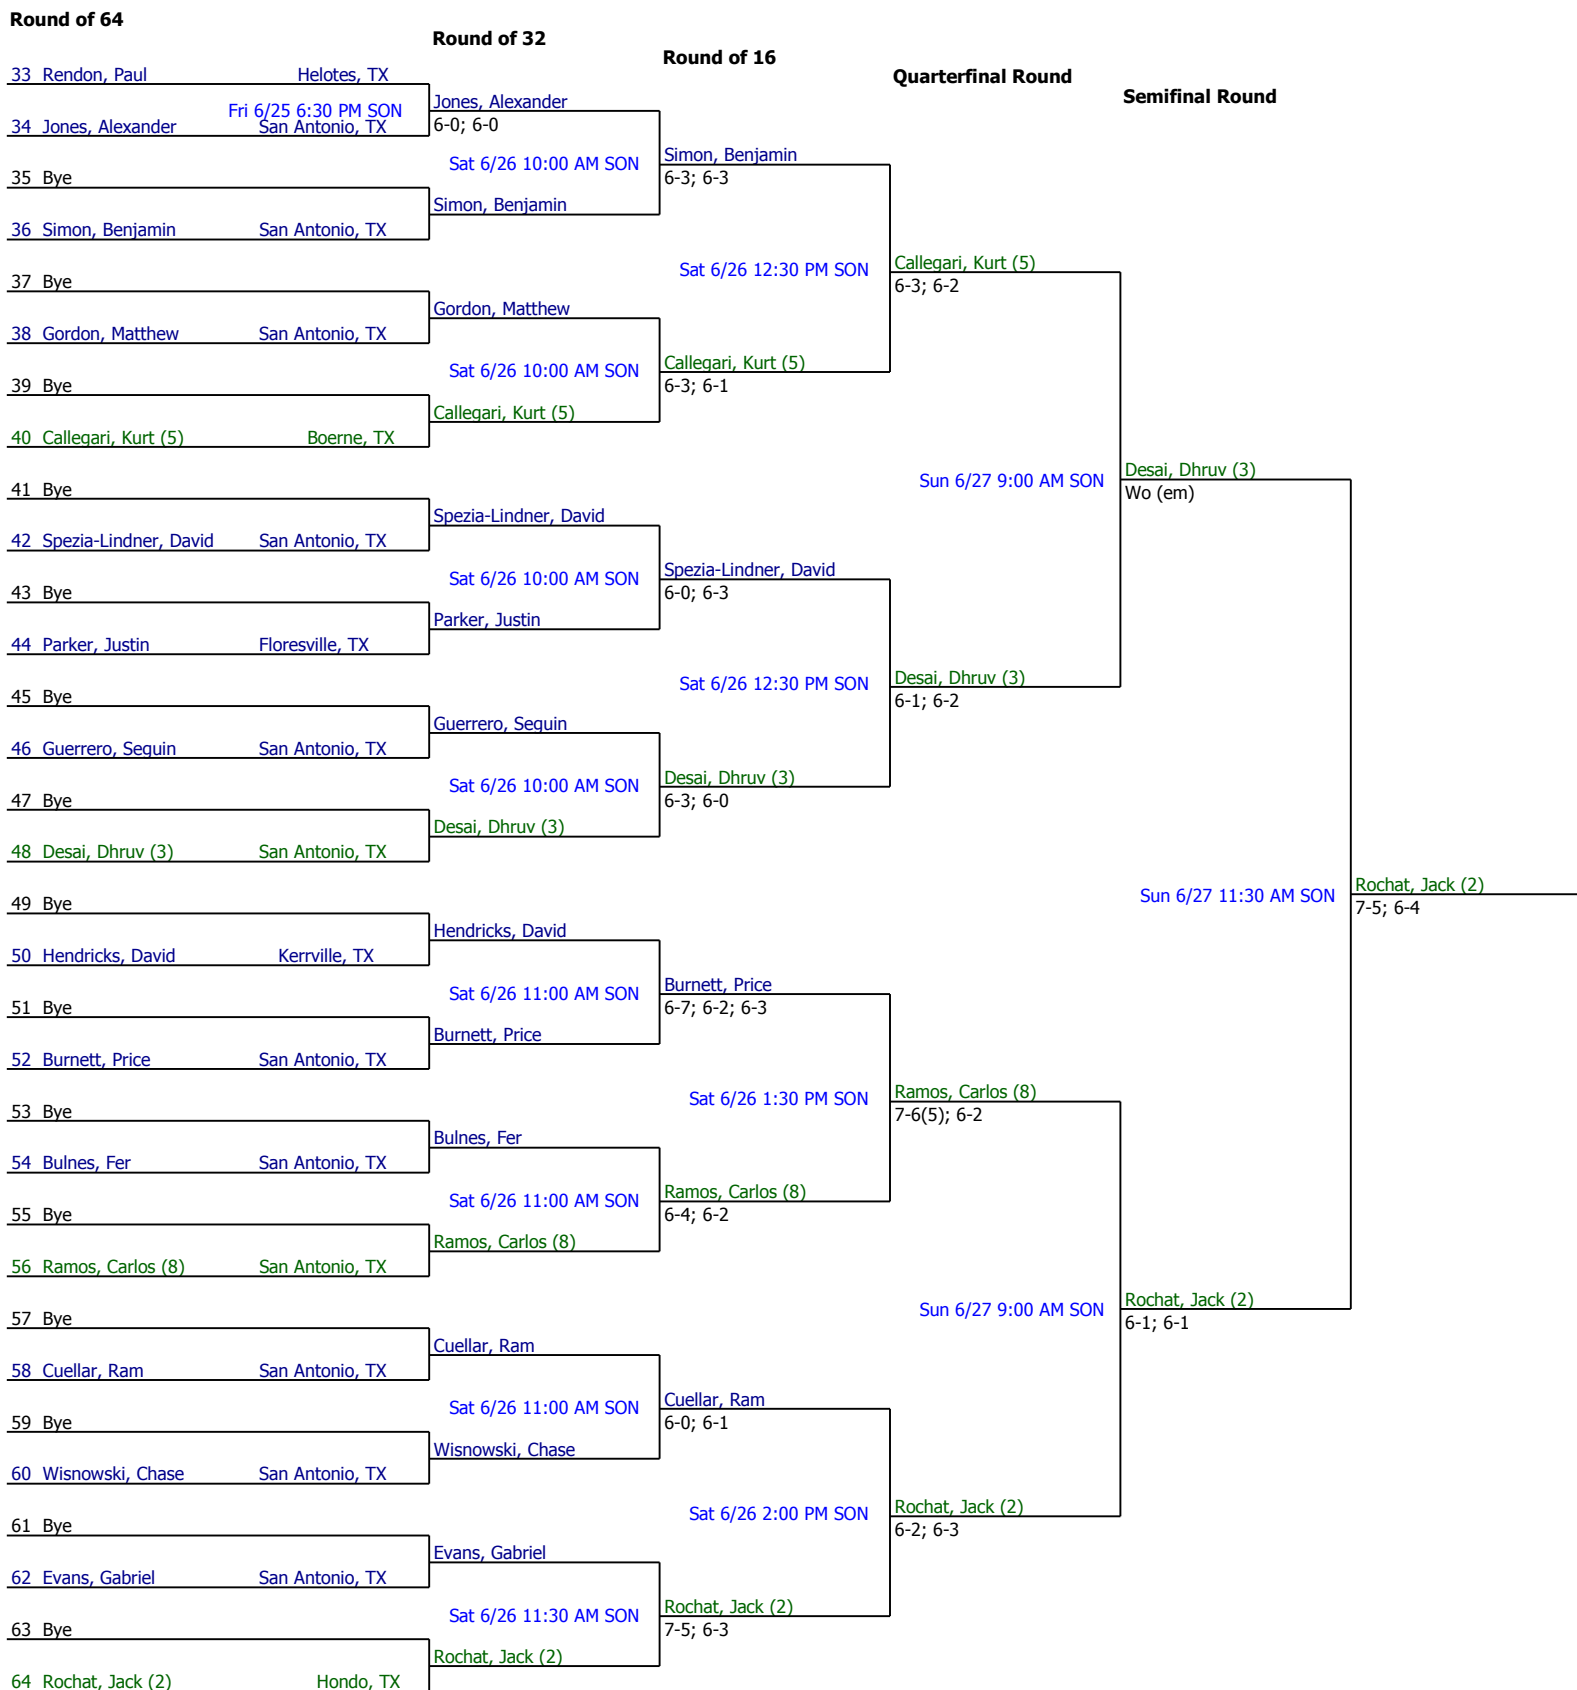 Round of 64
Round of 32
Round of 16
Quarterfinal Round
Semifinal Round
33 Rendon, Paul Helotes, TX
Jones, Alexander
Fri 6/25 6:30 PM SON
6-0; 6-0
34 Jones, Alexander San Antonio, TX
Simon, Benjamin
Sat 6/26 10:00 AM SON
6-3; 6-3
35 Bye
Simon, Benjamin
36 Simon, Benjamin San Antonio, TX
Callegari, Kurt (5)
Sat 6/26 12:30 PM SON
6-3; 6-2
37 Bye
Gordon, Matthew
38 Gordon, Matthew San Antonio, TX
Callegari, Kurt (5)
Sat 6/26 10:00 AM SON
6-3; 6-1
39 Bye
Callegari, Kurt (5)
40 Callegari, Kurt (5) Boerne, TX
Desai, Dhruv (3)
Sun 6/27 9:00 AM SON
Wo (em)
41 Bye
Spezia-Lindner, David
42 Spezia-Lindner, David San Antonio, TX
Spezia-Lindner, David
Sat 6/26 10:00 AM SON
6-0; 6-3
43 Bye
Parker, Justin
44 Parker, Justin Floresville, TX
Desai, Dhruv (3)
Sat 6/26 12:30 PM SON
6-1; 6-2
45 Bye
Guerrero, Seguin
46 Guerrero, Seguin San Antonio, TX
Desai, Dhruv (3)
Sat 6/26 10:00 AM SON
6-3; 6-0
47 Bye
Desai, Dhruv (3)
48 Desai, Dhruv (3) San Antonio, TX
Rochat, Jack (2)
Sun 6/27 11:30 AM SON
7-5; 6-4
49 Bye
Hendricks, David
50 Hendricks, David Kerrville, TX
Burnett, Price
Sat 6/26 11:00 AM SON
6-7; 6-2; 6-3
51 Bye
Burnett, Price
52 Burnett, Price San Antonio, TX
Ramos, Carlos (8)
Sat 6/26 1:30 PM SON
7-6(5); 6-2
53 Bye
Bulnes, Fer
54 Bulnes, Fer San Antonio, TX
Ramos, Carlos (8)
Sat 6/26 11:00 AM SON
6-4; 6-2
55 Bye
Ramos, Carlos (8)
56 Ramos, Carlos (8) San Antonio, TX
Rochat, Jack (2)
Sun 6/27 9:00 AM SON
6-1; 6-1
57 Bye
Cuellar, Ram
58 Cuellar, Ram San Antonio, TX
Cuellar, Ram
Sat 6/26 11:00 AM SON
6-0; 6-1
59 Bye
Wisnowski, Chase
60 Wisnowski, Chase San Antonio, TX
Rochat, Jack (2)
Sat 6/26 2:00 PM SON
6-2; 6-3
61 Bye
Evans, Gabriel
62 Evans, Gabriel San Antonio, TX
Rochat, Jack (2)
Sat 6/26 11:30 AM SON
7-5; 6-3
63 Bye
Rochat, Jack (2)
64 Rochat, Jack (2) Hondo, TX